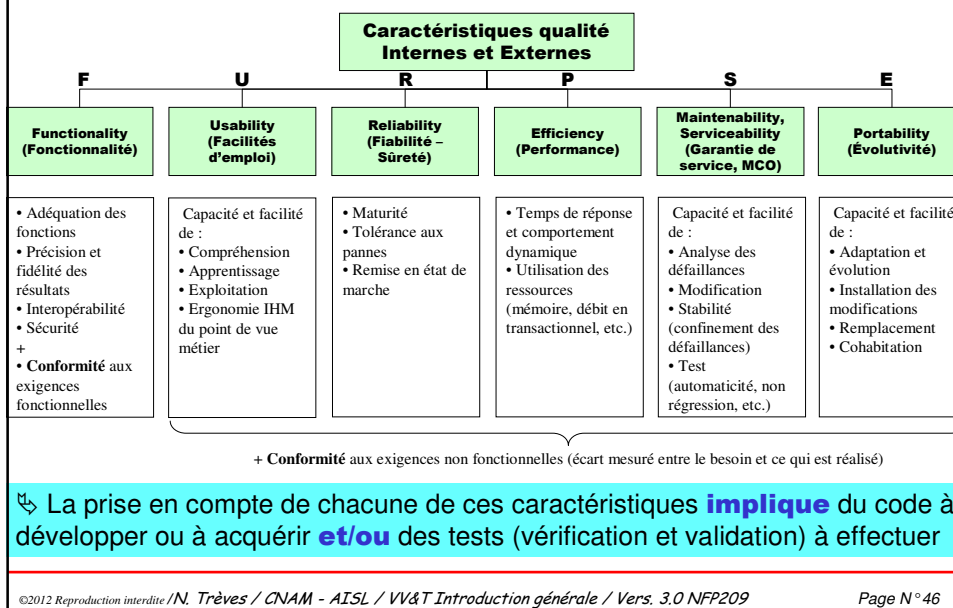 Caractéristiques qualité
Internes et Externes
F U R P S E
Functionality
(Fonctionnalité)
Usability
(Facilités
d'emploi)
Reliability
(Fiabilité –
Sûreté)
Efficiency
(Performance)
Maintenability,
Serviceability
(Garantie de
service, MCO)
Portability
(Évolutivité)
• Adéquation des
fonctions
• Précision et
fidélité des
résultats
• Interopérabilité
• Sécurité
+
• Conformité aux
exigences
fonctionnelles
Capacité et facilité
de :
• Compréhension
• Apprentissage
• Exploitation
• Ergonomie IHM
du point de vue
métier
• Maturité
• Tolérance aux
pannes
• Remise en état de
marche
• Temps de réponse
et comportement
dynamique
• Utilisation des
ressources
(mémoire, débit en
transactionnel, etc.)
Capacité et facilité
de :
• Analyse des
défaillances
• Modification
• Stabilité
(confinement des
défaillances)
• Test
(automaticité, non
régression, etc.)
Capacité et facilité
de :
• Adaptation et
évolution
• Installation des
modifications
• Remplacement
• Cohabitation
+ Conformité aux exigences non fonctionnelles (écart mesuré entre le besoin et ce qui est réalisé)
La prise en compte de chacune de ces caractéristiques implique du code à
développer ou à acquérir et/ou des tests (vérification et validation) à effectuer
©2012 Reproduction interdite / N. Trèves / CNAM - AISL / VV&T Introduction générale / Vers. 3.0 NFP209 Page N° 46